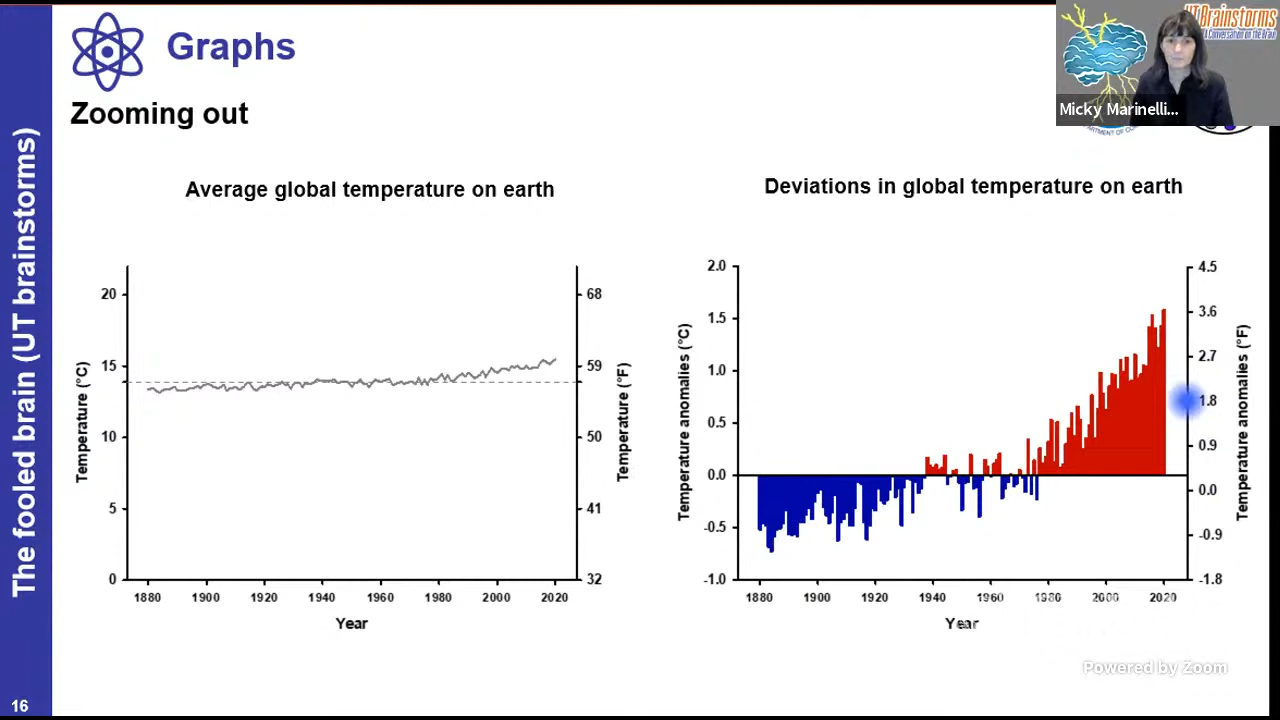 Graphs
Zooming out
UT Brainstorms
A Conversation on the Brain
Micky Marinelli...
The fooled brain (UT brainstorms)
Average global temperature on earth
20
15
10
5
0
68
59
50
41
32
Temperature (°C)
Temperature (°F)
1880 1900 1920 1940 1960 1980 2000 2020
Year
Deviations in global temperature on earth
2.0
1.5
1.0
0.5
0.0
-0.5
-1.0
4.5
3.6
2.7
1.8
0.9
0.0
-0.9
-1.8
Temperature anomalies (°C)
Temperature anomalies (°F)
1880 1900 1920 1940 1960 1980 2000 2020
Year
Powered by Zoom
16